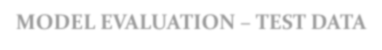 MODEL EVALUATION – TEST DATA